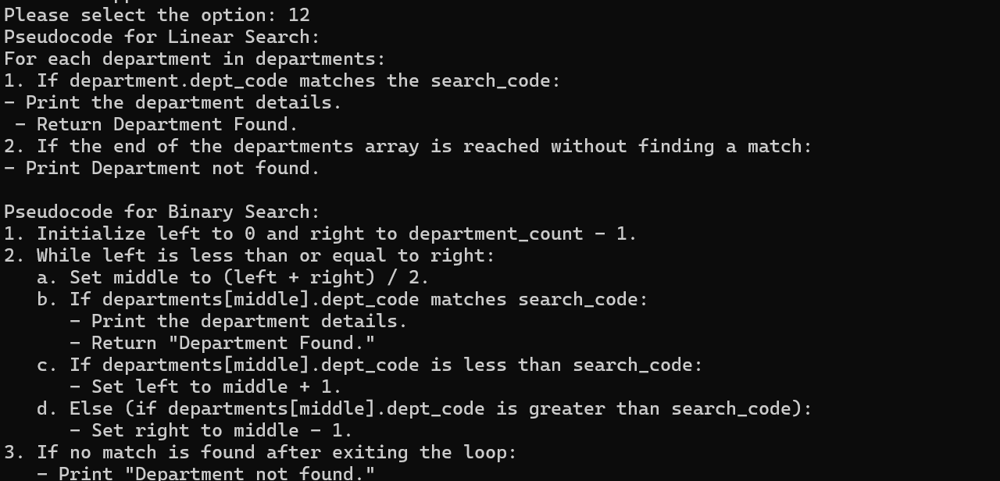 Please select the option: 12
Pseudocode for Linear Search:
For each department in departments:
1. If department.dept_code matches the search_code:
- Print the department details.
 - Return Department Found.
2. If the end of the departments array is reached without finding a match:
- Print Department not found.

Pseudocode for Binary Search:
1. Initialize left to 0 and right to department_count - 1.
2. While left is less than or equal to right:
   a. Set middle to (left + right) / 2.
   b. If departments[middle].dept_code matches search_code:
      - Print the department details.
      - Return "Department Found."
   c. If departments[middle].dept_code is less than search_code:
      - Set left to middle + 1.
   d. Else (if departments[middle].dept_code is greater than search_code):
      - Set right to middle - 1.
3. If no match is found after exiting the loop:
   - Print "Department not found."